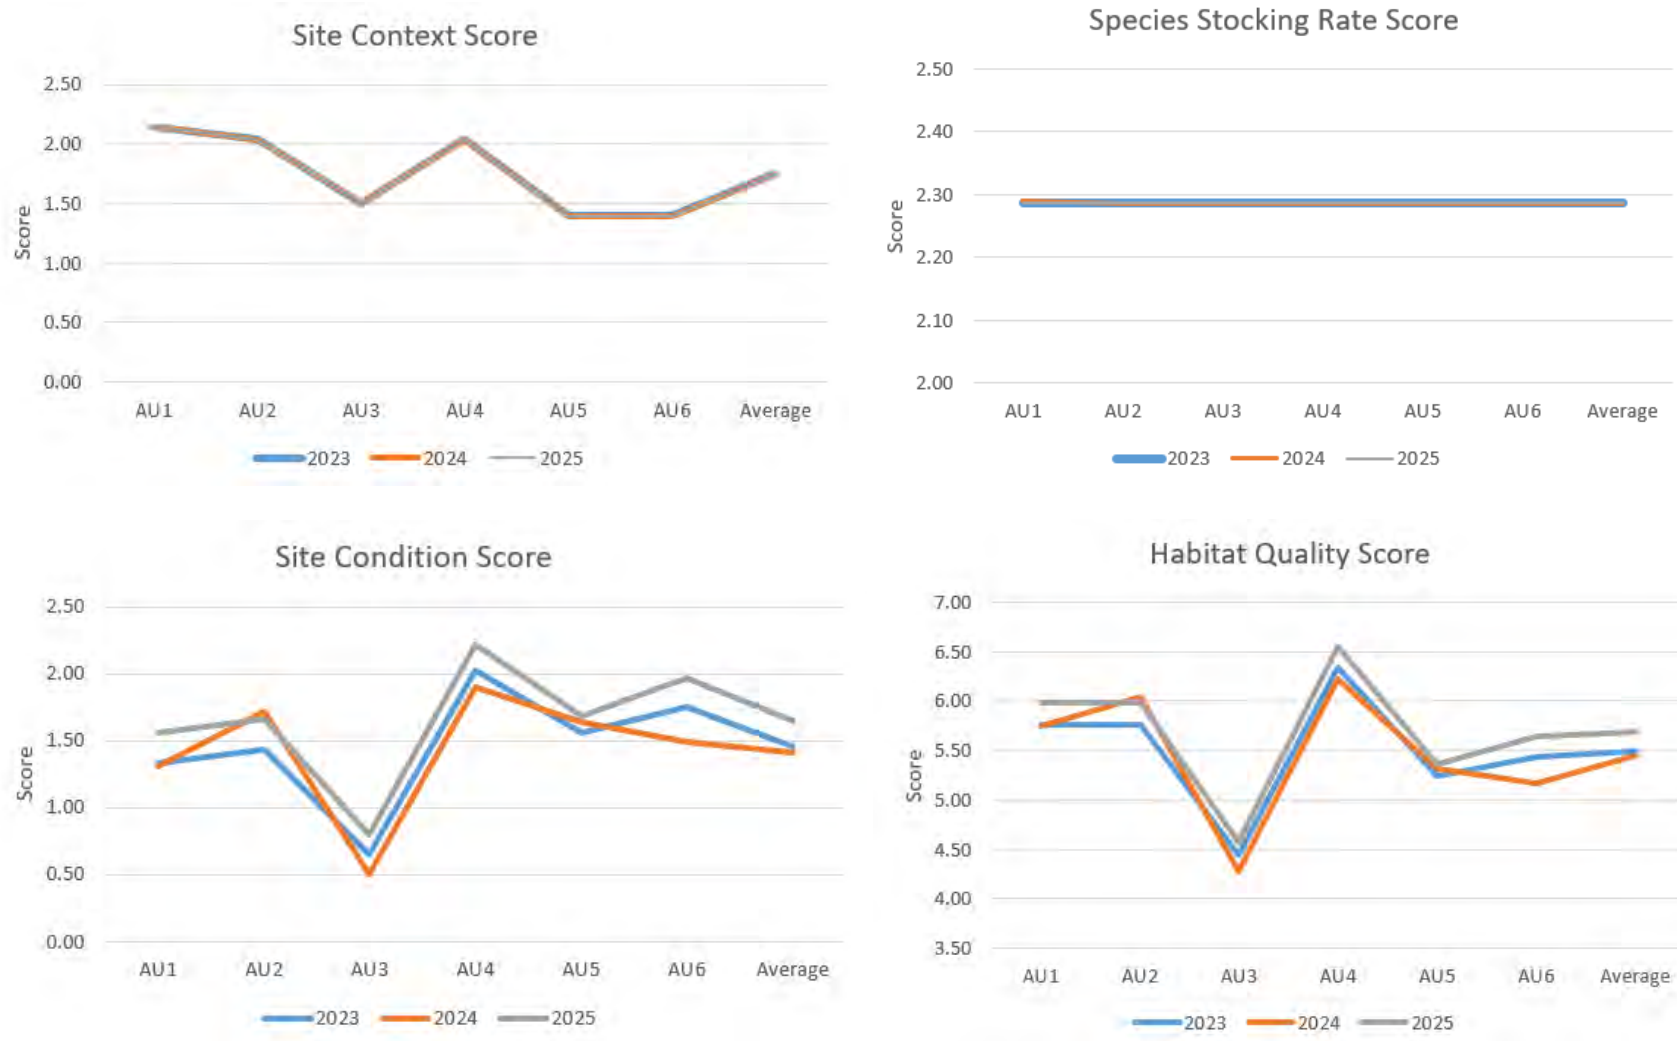 Site Context Score
2.50
2.00
1.50
1.00
0.50
0.00
Score
AU1 AU2 AU3 AU4 AU5 AU6 Average
2023 2024 2025
Species Stocking Rate Score
2.50
2.40
2.30
2.20
2.10
2.00
Score
AU1 AU2 AU3 AU4 AU5 AU6 Average
2023 2024 2025
Site Condition Score
2.50
2.00
1.50
1.00
0.50
0.00
Score
AU1 AU2 AU3 AU4 AU5 AU6 Average
2023 2024 2025
Habitat Quality Score
7.00
6.50
6.00
5.50
5.00
4.50
4.00
3.50
Score
AU1 AU2 AU3 AU4 AU5 AU6 Average
2023 2024 2025